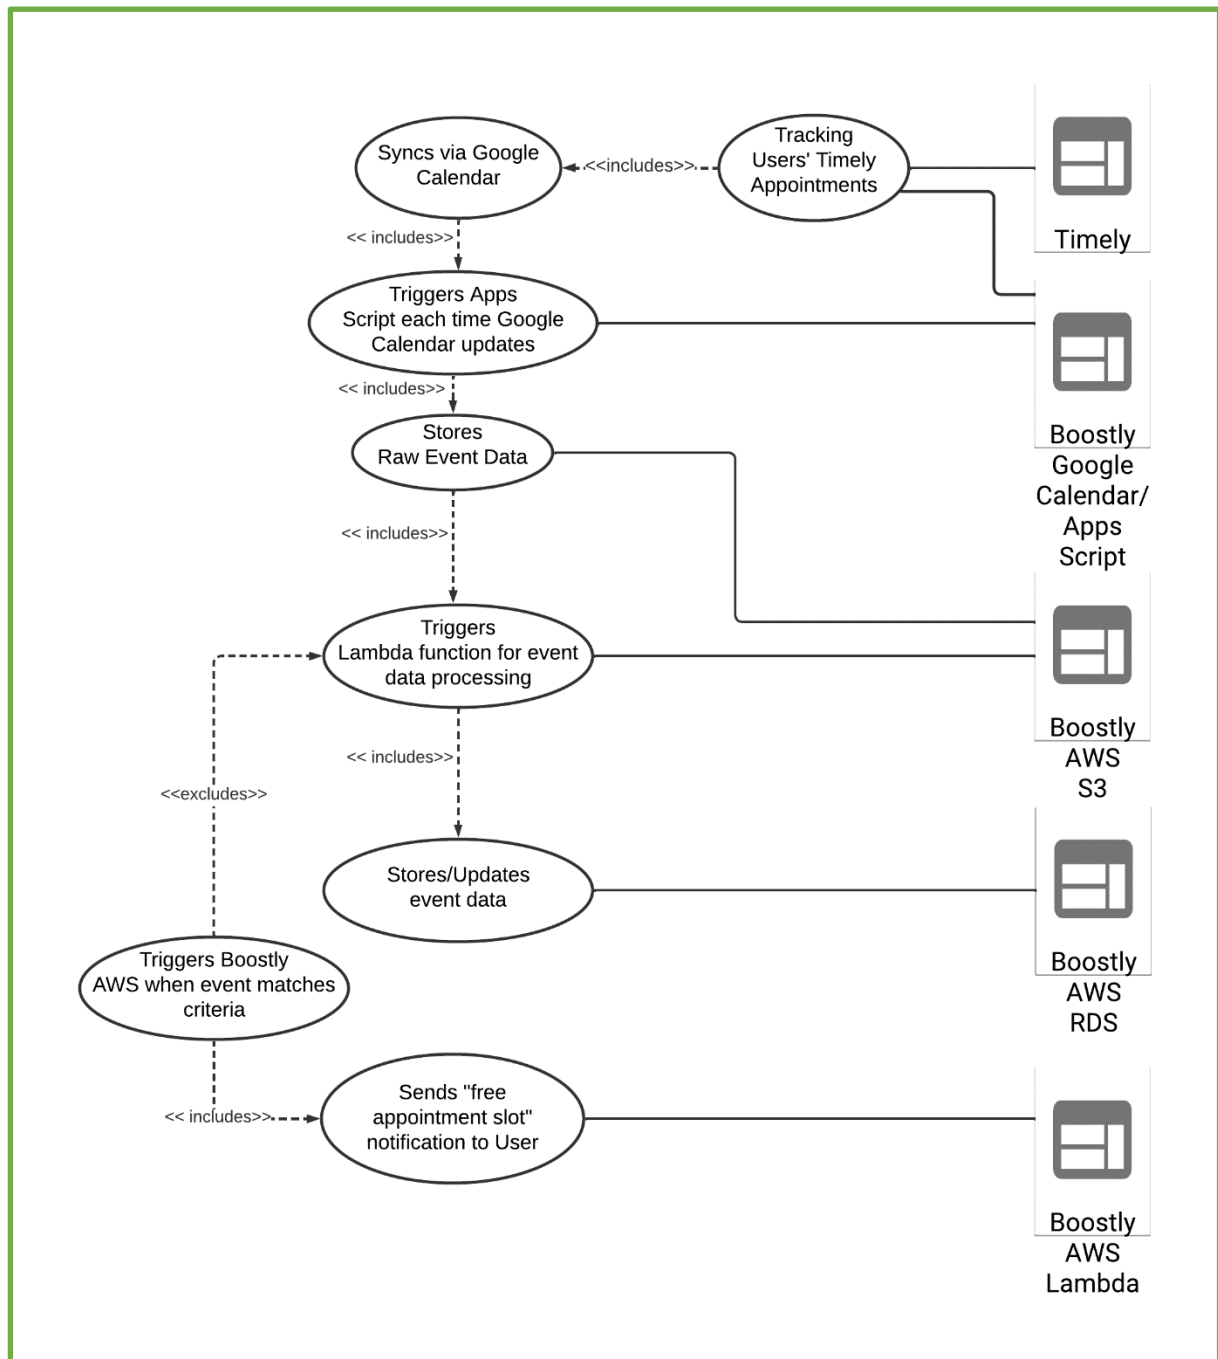 Syncs via Google
Calendar
<<includes>>
Tracking
Users' Timely
Appointments
Timely
<< includes>>
Triggers Apps
Script each time Google
Calendar updates
<< includes>>
Boostly
Google
Calendar/
Apps
Script
Stores
Raw Event Data
<< includes>>
Triggers
Lambda function for event
data processing
Boostly
AWS
S3
<< includes>>
<<excludes>>
Stores/Updates
event data
Boostly
AWS
RDS
Triggers Boostly
AWS when event matches
criteria
<< includes>>
Sends "free
appointment slot"
notification to User
Boostly
AWS
Lambda